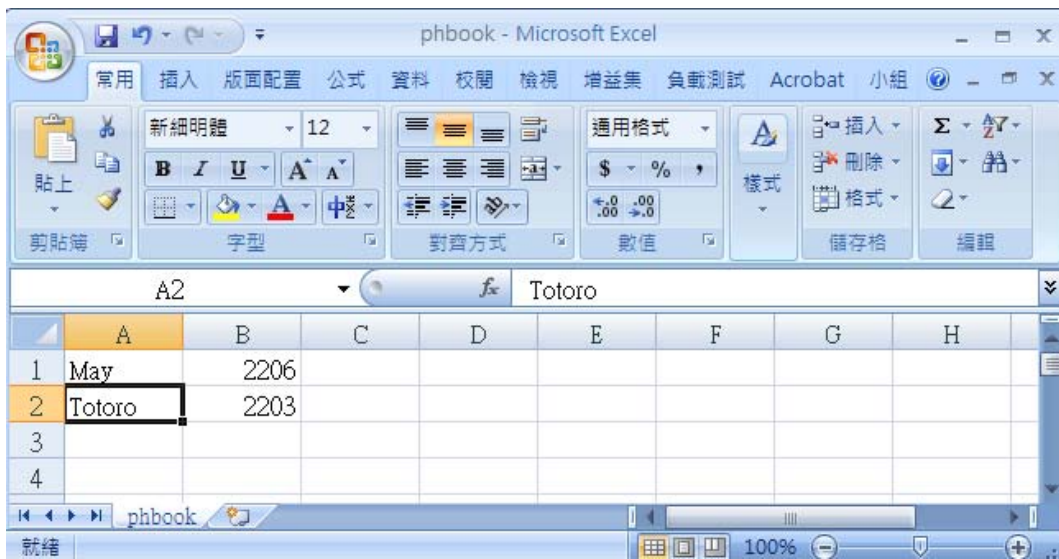 phbook - Microsoft Excel
常用 插入 版面配置 公式 資料 校閱 檢視 增益集 負載測試 Acrobat 小組
貼上
剪貼簿
新細明體 12
B I U A A
A 中
字型
對齊方式
通用格式
$ % ,
.0 .00 .00 .0
數值
樣式
插入
刪除
格式
儲存格
Σ A Z
編輯
A2 fx Totoro
A B C D E F G H
1 May 2206
2 Totoro 2203
3
4
phbook
就緒 100%